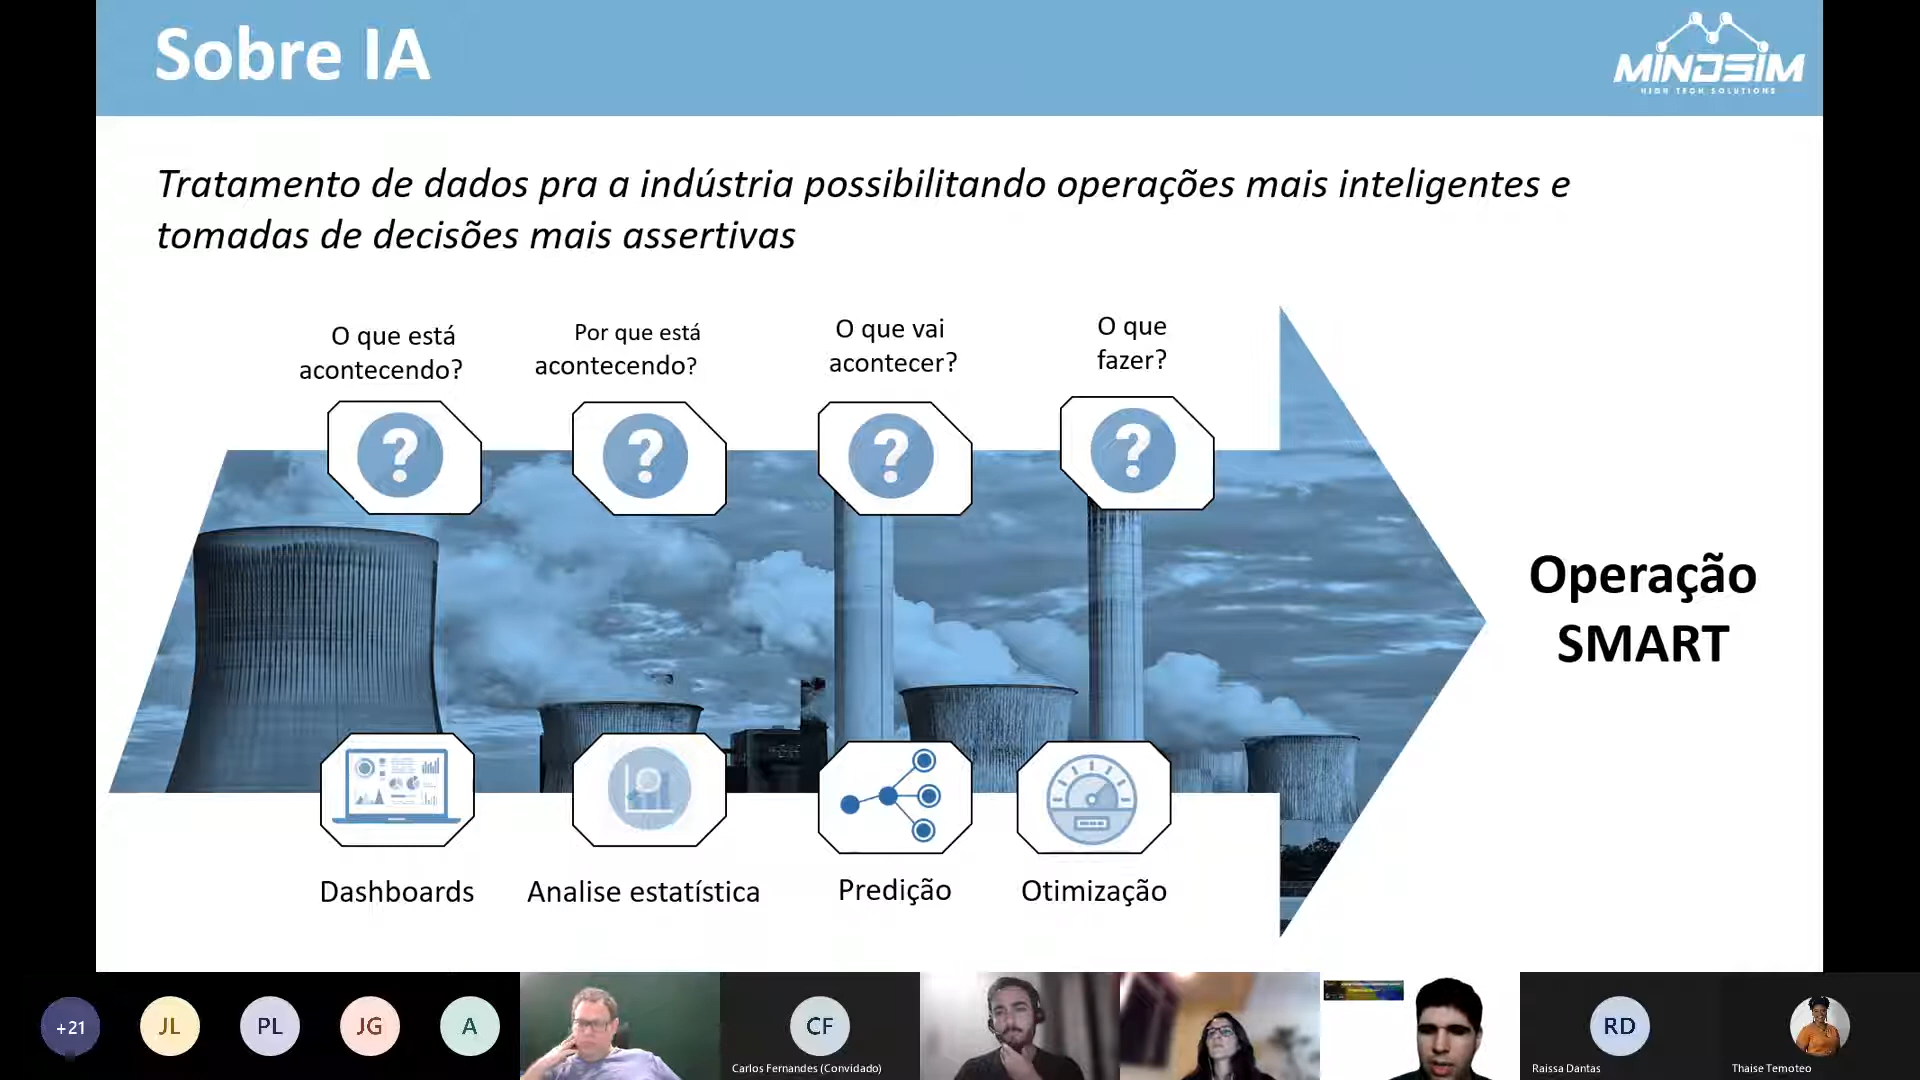 Sobre IA
MINDSIM
HIGH TECH SOLUTIONS
Tratamento de dados pra a indústria possibilitando operações mais inteligentes e
tomadas de decisões mais assertivas
O que está
acontecendo?
Por que está
acontecendo?
O que vai
acontecer?
O que
fazer?
Operação
SMART
Dashboards
Analise estatística
Predição
Otimização
+21
JL
PL
JG
A
CF
Carlos Fernandes (Convidado)
RD
Raissa Dantas
Thaise Temoteo